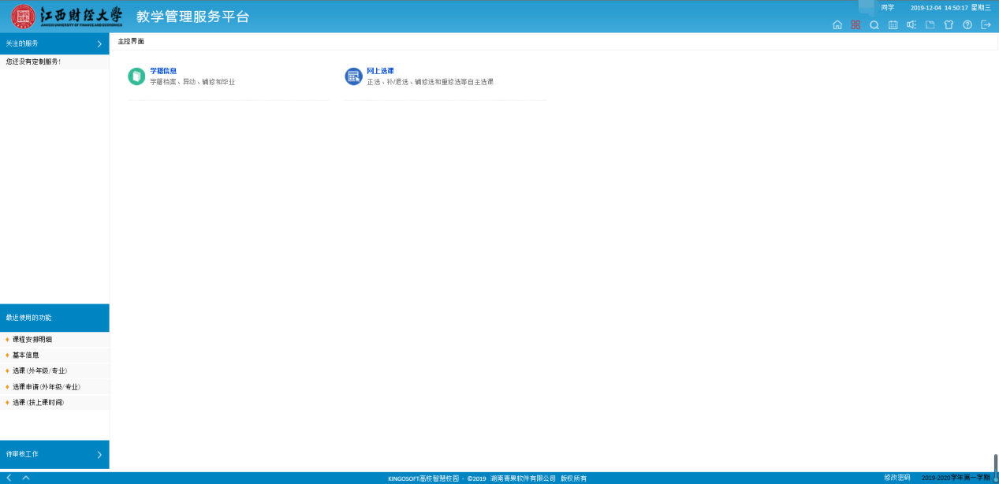 江西财经大学
JIANGXI UNIVERSITY OF FINANCE AND ECONOMICS
教学管理服务平台
同学 2019-12-04 14:50:17 星期三
关注的服务
您还没有定制服务!
主控界面
学籍信息
学籍档案、异动、辅修和毕业
网上选课
正选、补/退选、辅修选和重修选等自主选课
最近使用的功能
课程安排明细
基本信息
选课(外年级/专业)
选课申请(外年级/专业)
选课(按上课时间)
待审核工作
KINGOSOFT高校智慧校园 - ©2019 湖南青果软件有限公司 版权所有
修改密码 2019-2020学年第一学期